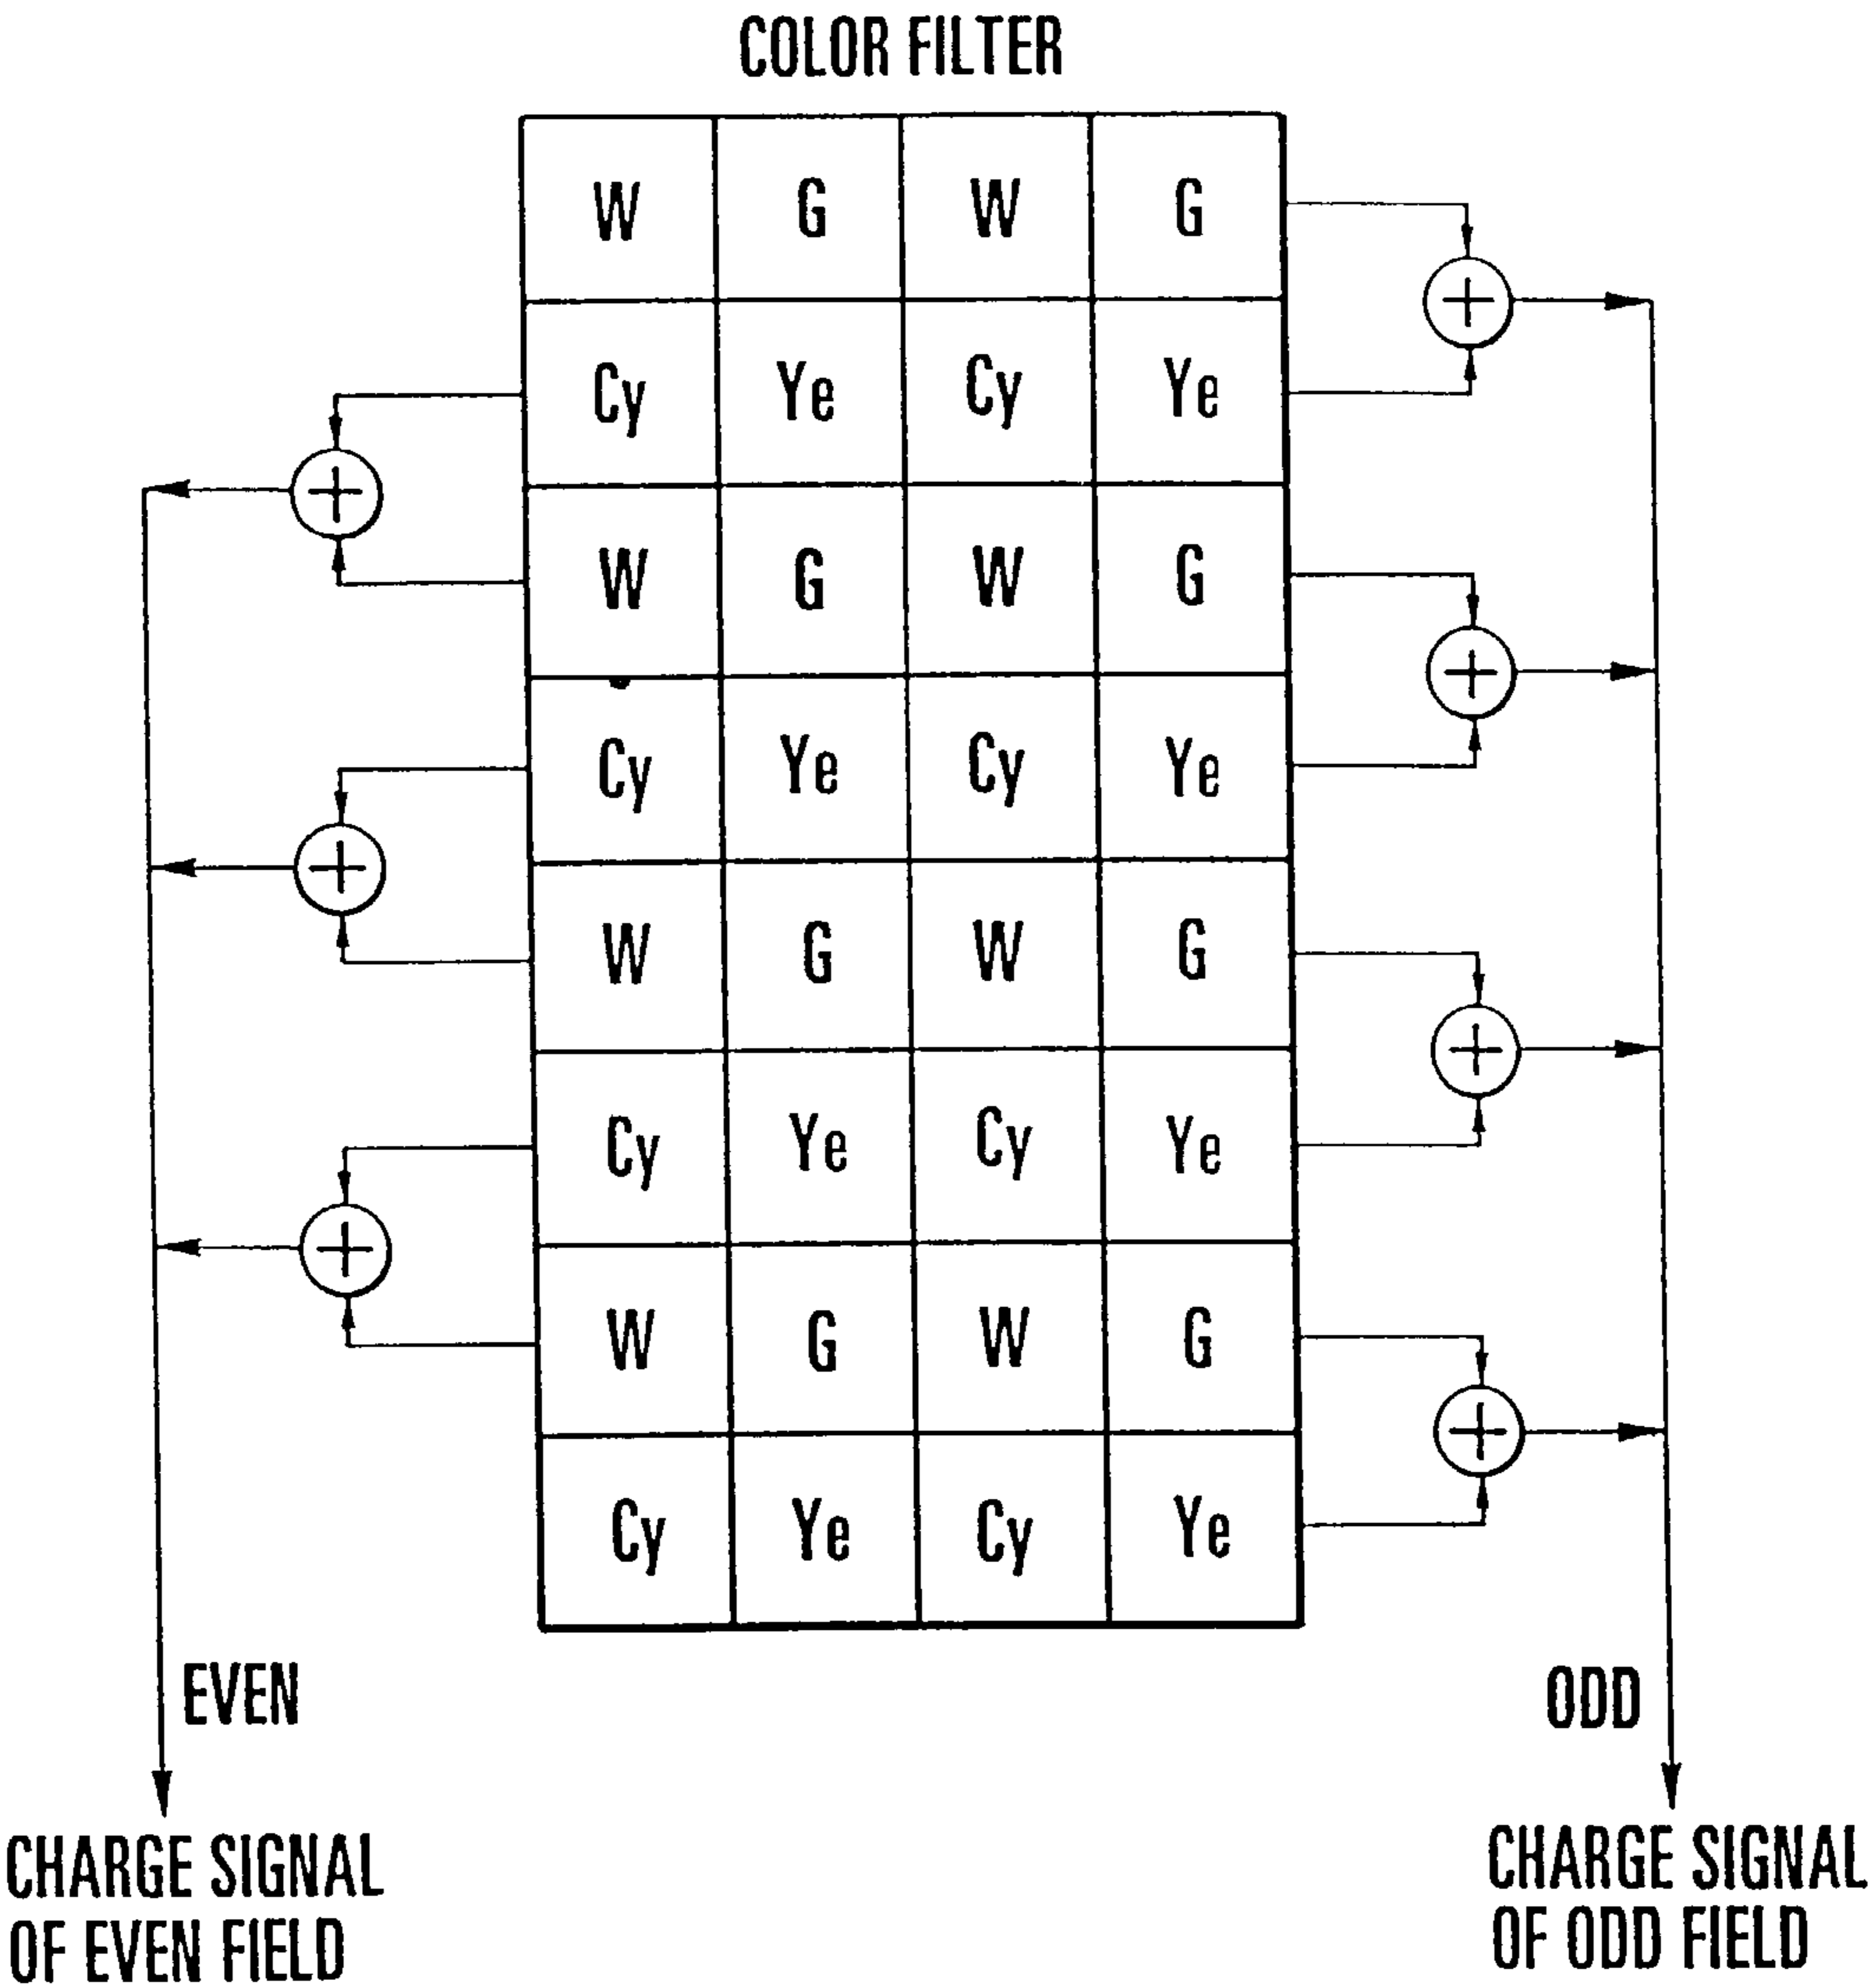 COLOR FILTER
W G W G
Cy Ye Cy Ye
W G W G
Cy Ye Cy Ye
W G W G
Cy Ye Cy Ye
W G W G
Cy Ye Cy Ye
EVEN
ODD
CHARGE SIGNAL
OF EVEN FIELD
CHARGE SIGNAL
OF ODD FIELD